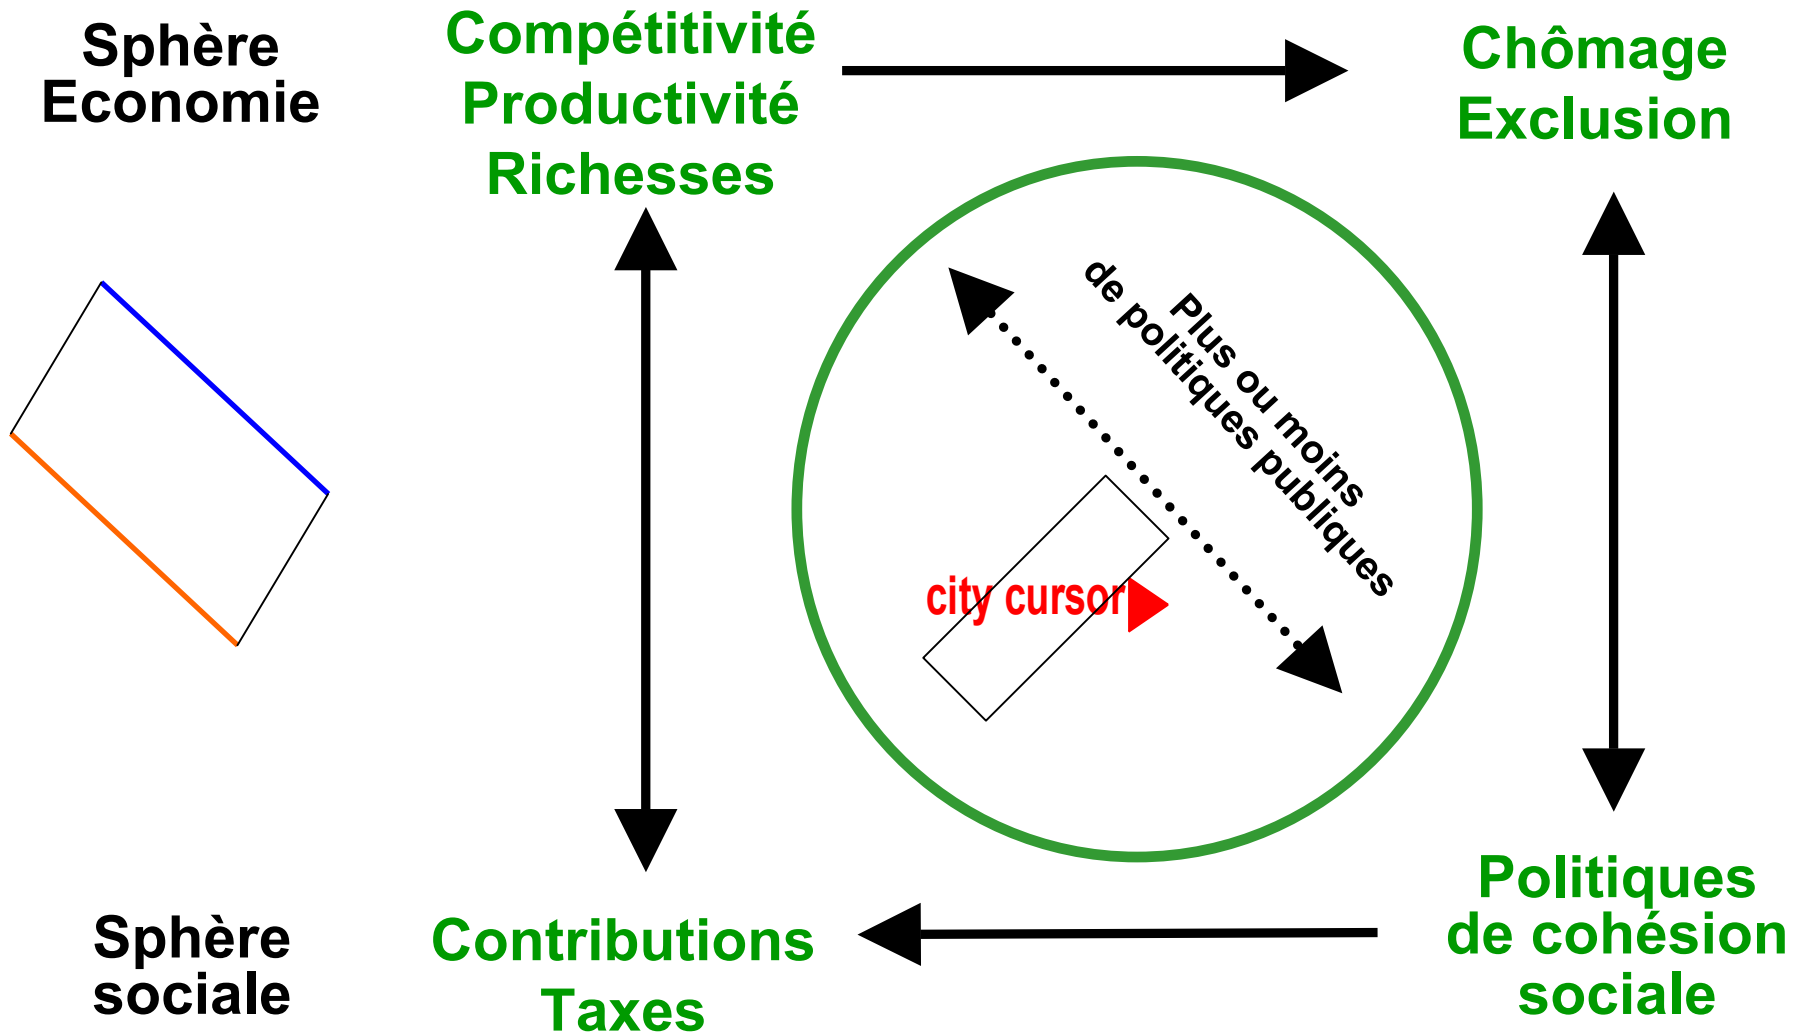 Sphère
Economie
Compétitivité
Productivité
Richesses
Chômage
Exclusion
Plus ou moins
de politiques publiques
city cursor
Sphère
sociale
Contributions
Taxes
Politiques
de cohésion
sociale